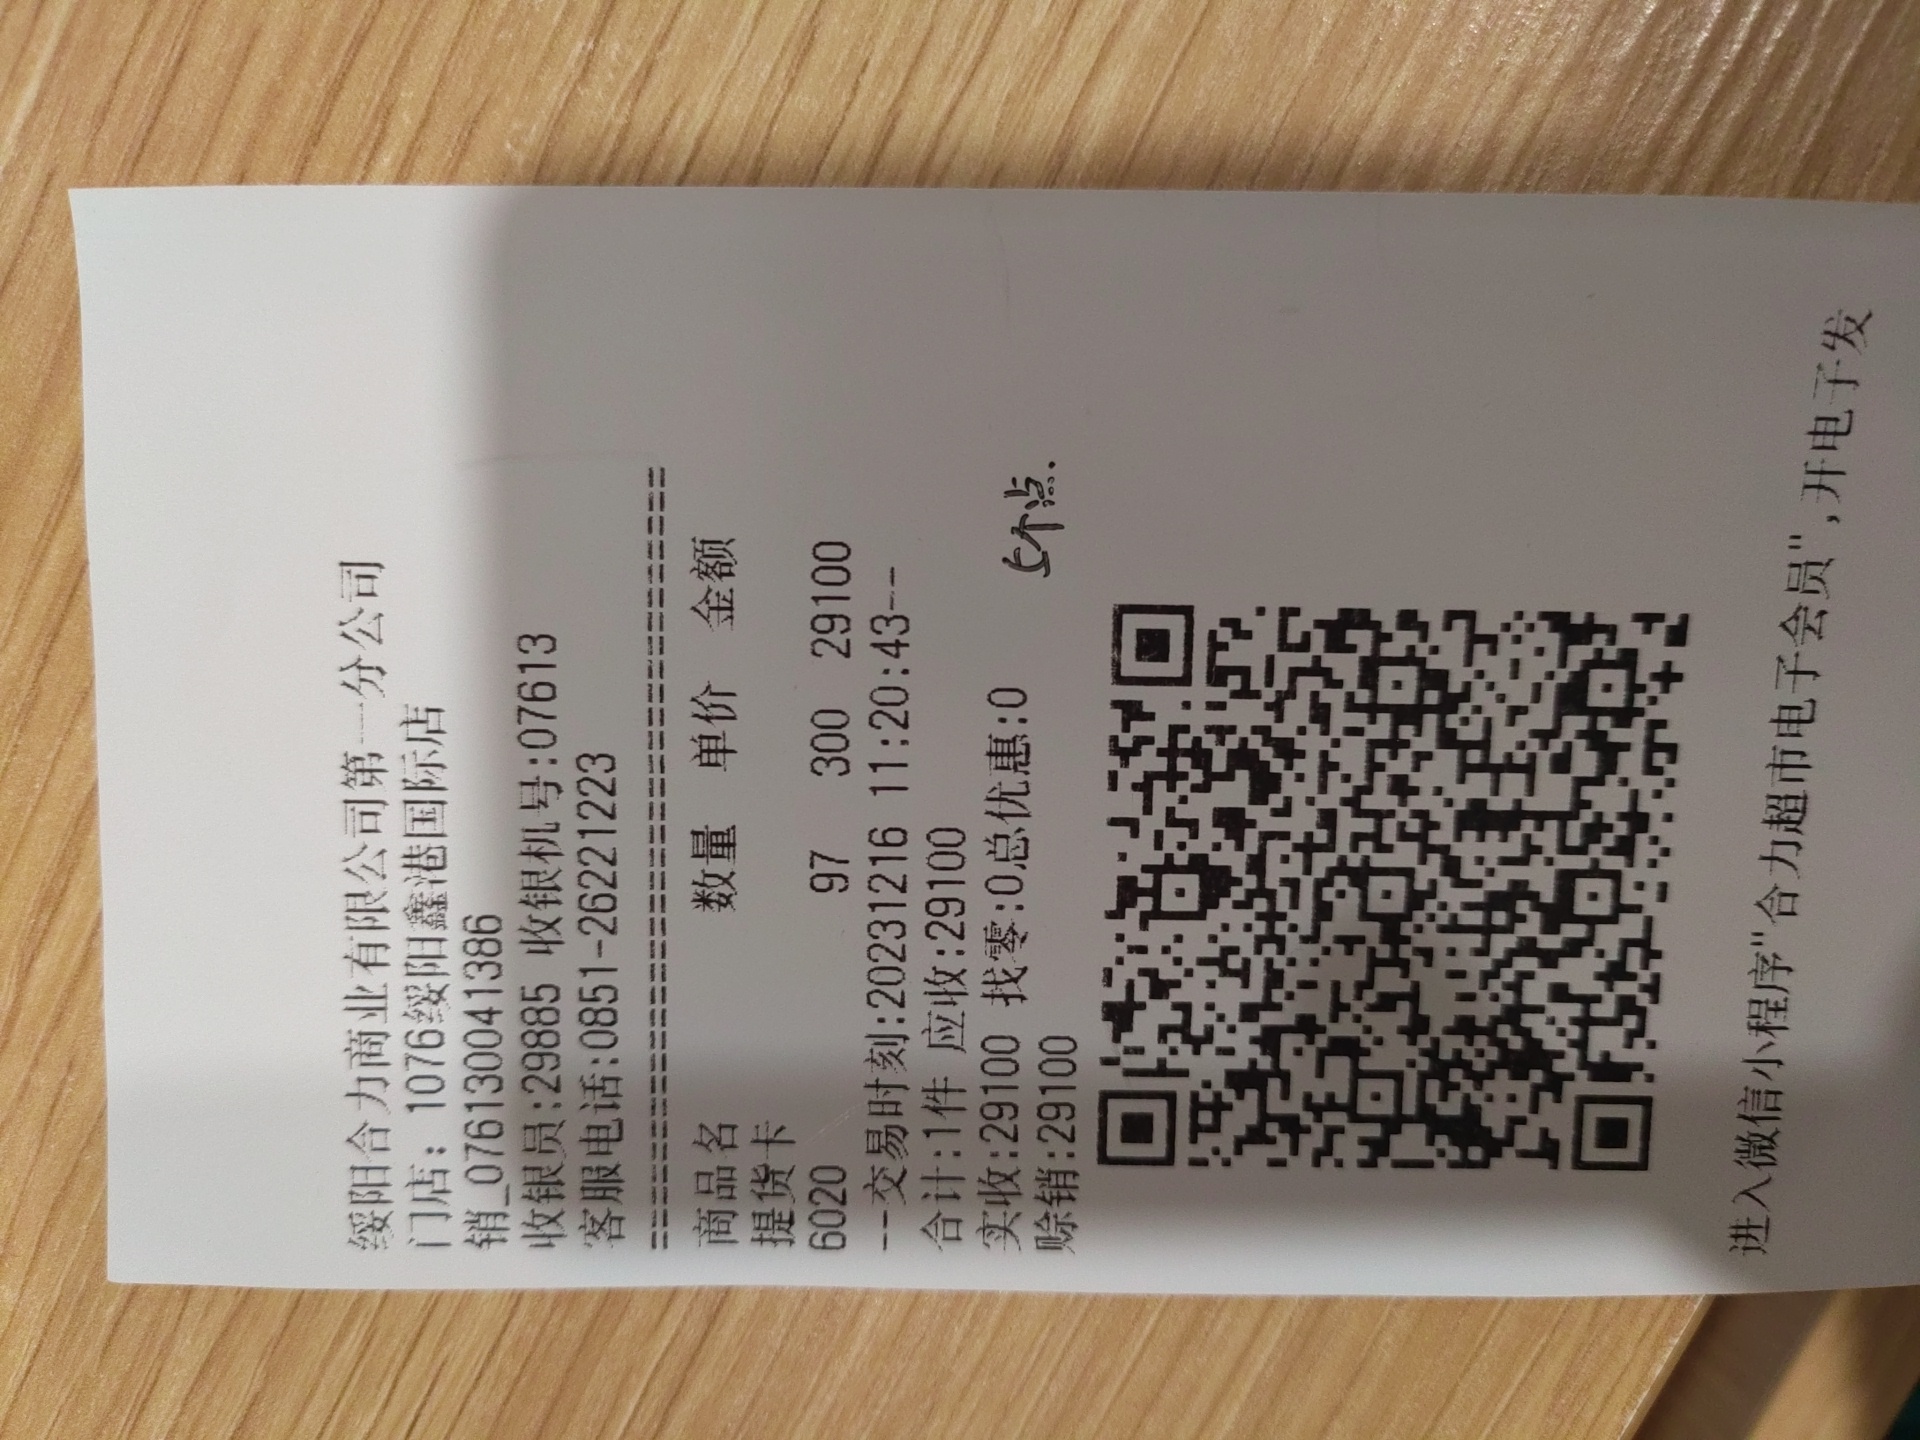 绥阳合力商业有限公司第一分公司
门店: 1076绥阳鑫港国际店
销_076130041386
收银员:29885 收银机号:07613
客服电话:0851-26221223
==========================================
商品名 数量 单价 金额
提货卡
6020 97 300 29100
--交易时刻:20231216 11:20:43--
合计:1件 应收:29100
实收:29100 找零:0总优惠:0
赊销:29100
个点.
进入微信小程序"合力超市电子会员",开电子发